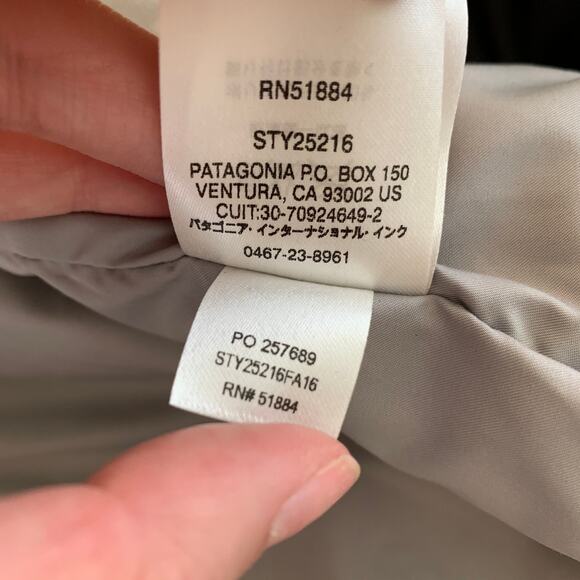 RN51884
STY25216
PATAGONIA P.O. BOX 150
VENTURA, CA 93002 US
CUIT:30-70924649-2
パタゴニア・インターナショナル・インク
0467-23-8961
PO 257689
STY25216FA16
RN# 51884